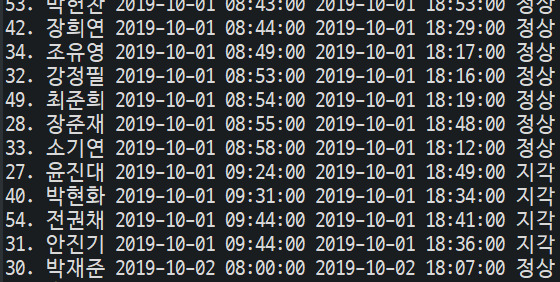 53. 박현찬 2019-10-01 08:43:00 2019-10-01 18:53:00 정상
42. 장희연 2019-10-01 08:44:00 2019-10-01 18:29:00 정상
34. 조유영 2019-10-01 08:49:00 2019-10-01 18:17:00 정상
32. 강정필 2019-10-01 08:53:00 2019-10-01 18:16:00 정상
49. 최준희 2019-10-01 08:54:00 2019-10-01 18:19:00 정상
28. 장준재 2019-10-01 08:55:00 2019-10-01 18:48:00 정상
33. 소기연 2019-10-01 08:58:00 2019-10-01 18:12:00 정상
27. 윤진대 2019-10-01 09:24:00 2019-10-01 18:49:00 지각
40. 박현화 2019-10-01 09:31:00 2019-10-01 18:34:00 지각
54. 전권채 2019-10-01 09:44:00 2019-10-01 18:41:00 지각
31. 안진기 2019-10-01 09:44:00 2019-10-01 18:36:00 지각
30. 박재준 2019-10-02 08:00:00 2019-10-02 18:07:00 정상